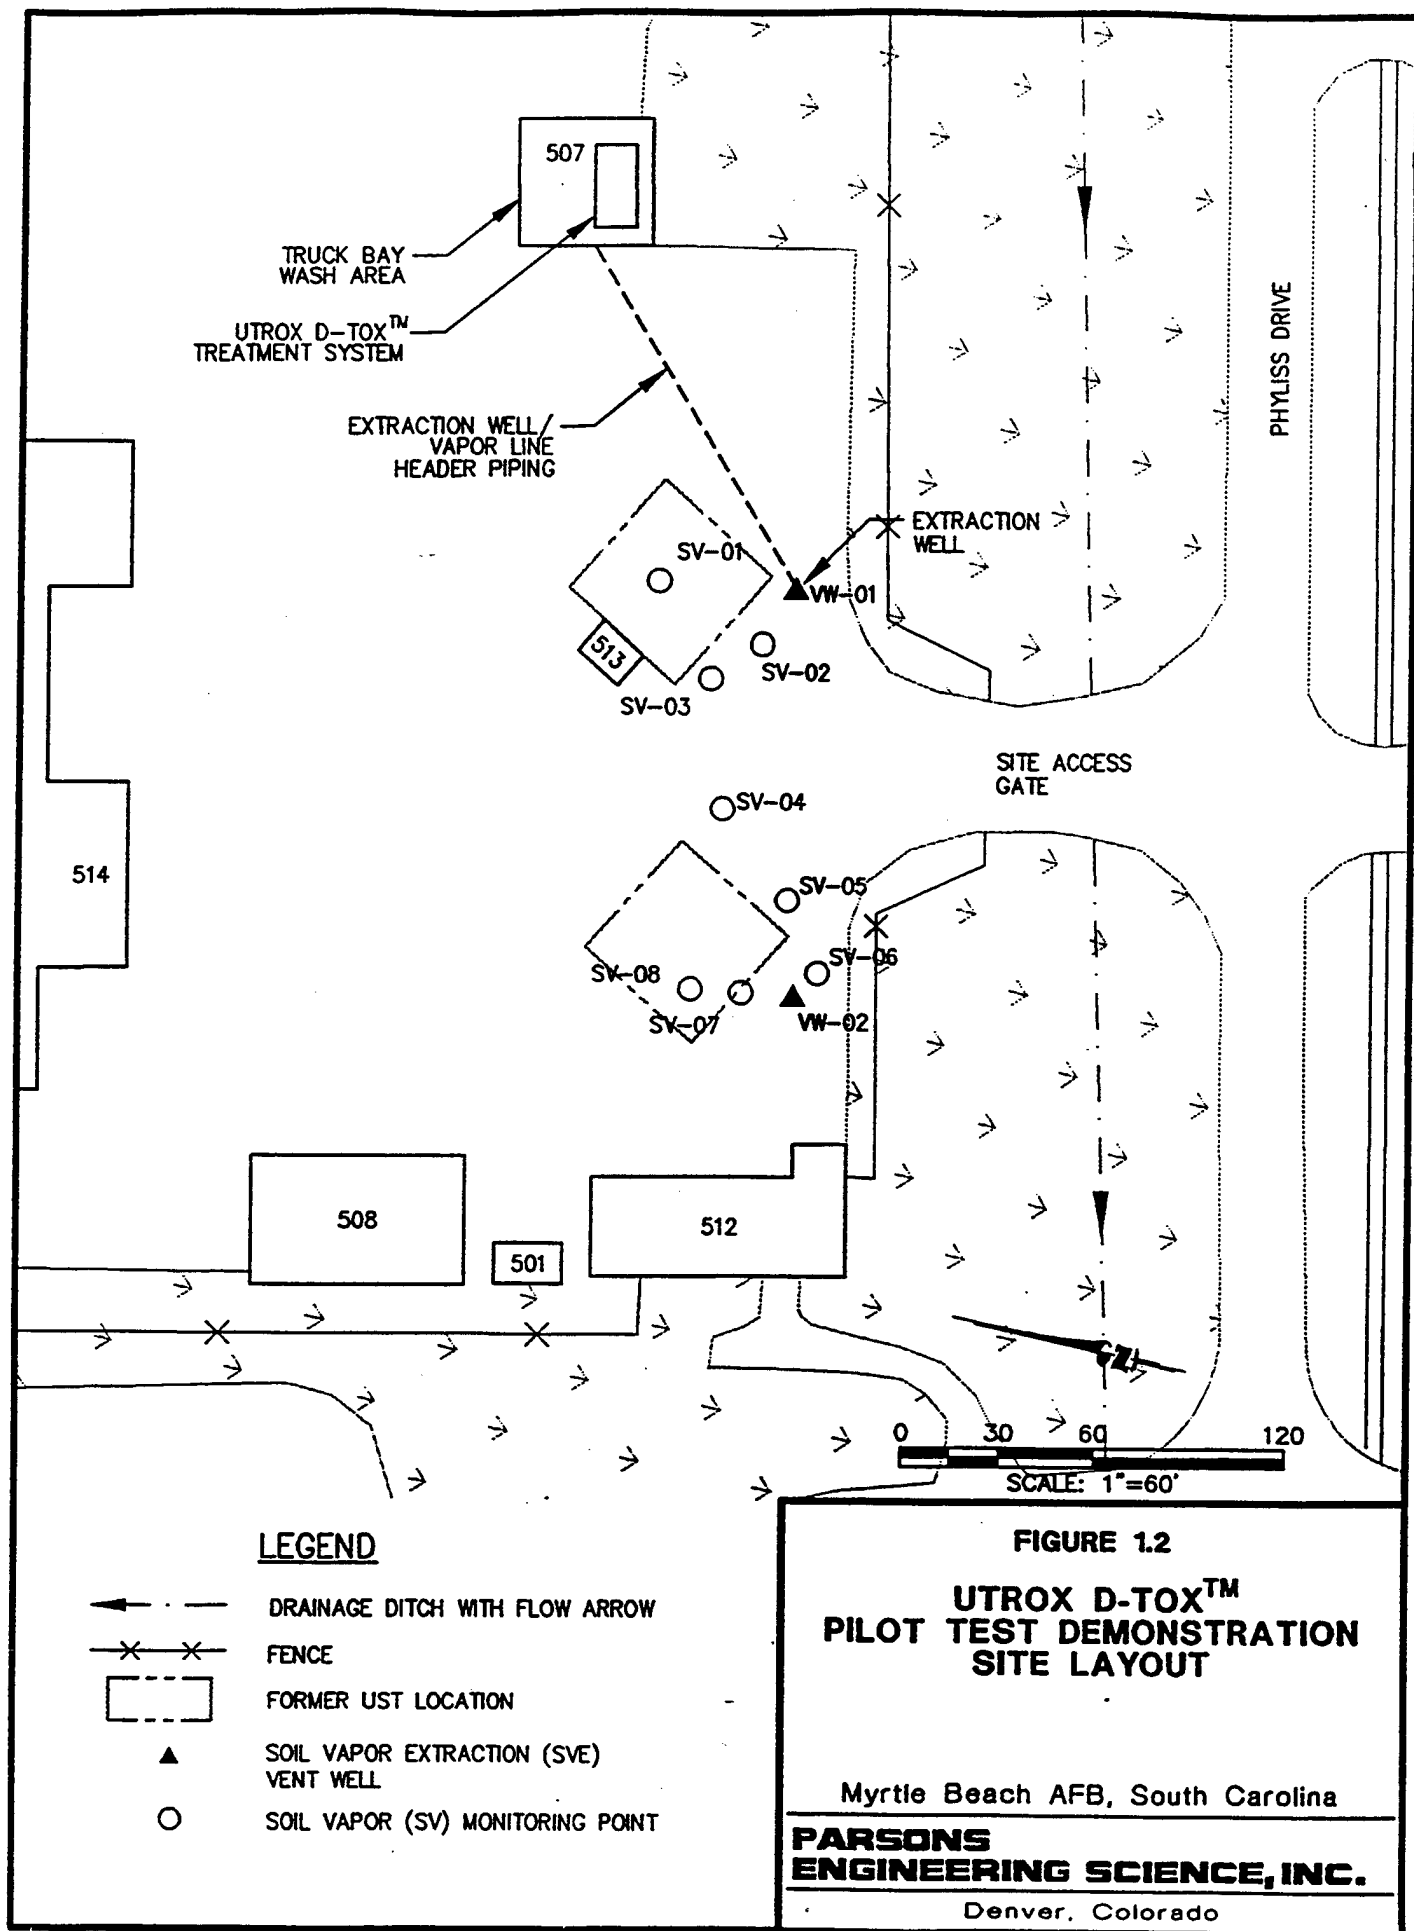 507
TRUCK BAY
WASH AREA
UTROX D-TOX™
TREATMENT SYSTEM
EXTRACTION WELL/
VAPOR LINE
HEADER PIPING
PHYLISS DRIVE
EXTRACTION
WELL
SV-01
VW-01
513
SV-02
SV-03
SITE ACCESS
GATE
SV-04
514
SV-05
SV-06
SV-08
SV-07
VW-02
508
512
501
N
0 30 60 120
SCALE: 1"=60'
LEGEND
DRAINAGE DITCH WITH FLOW ARROW
FENCE
FORMER UST LOCATION
SOIL VAPOR EXTRACTION (SVE)
VENT WELL
SOIL VAPOR (SV) MONITORING POINT
FIGURE 1.2
UTROX D-TOX™
PILOT TEST DEMONSTRATION
SITE LAYOUT
Myrtle Beach AFB, South Carolina
PARSONS
ENGINEERING SCIENCE, INC.
Denver, Colorado